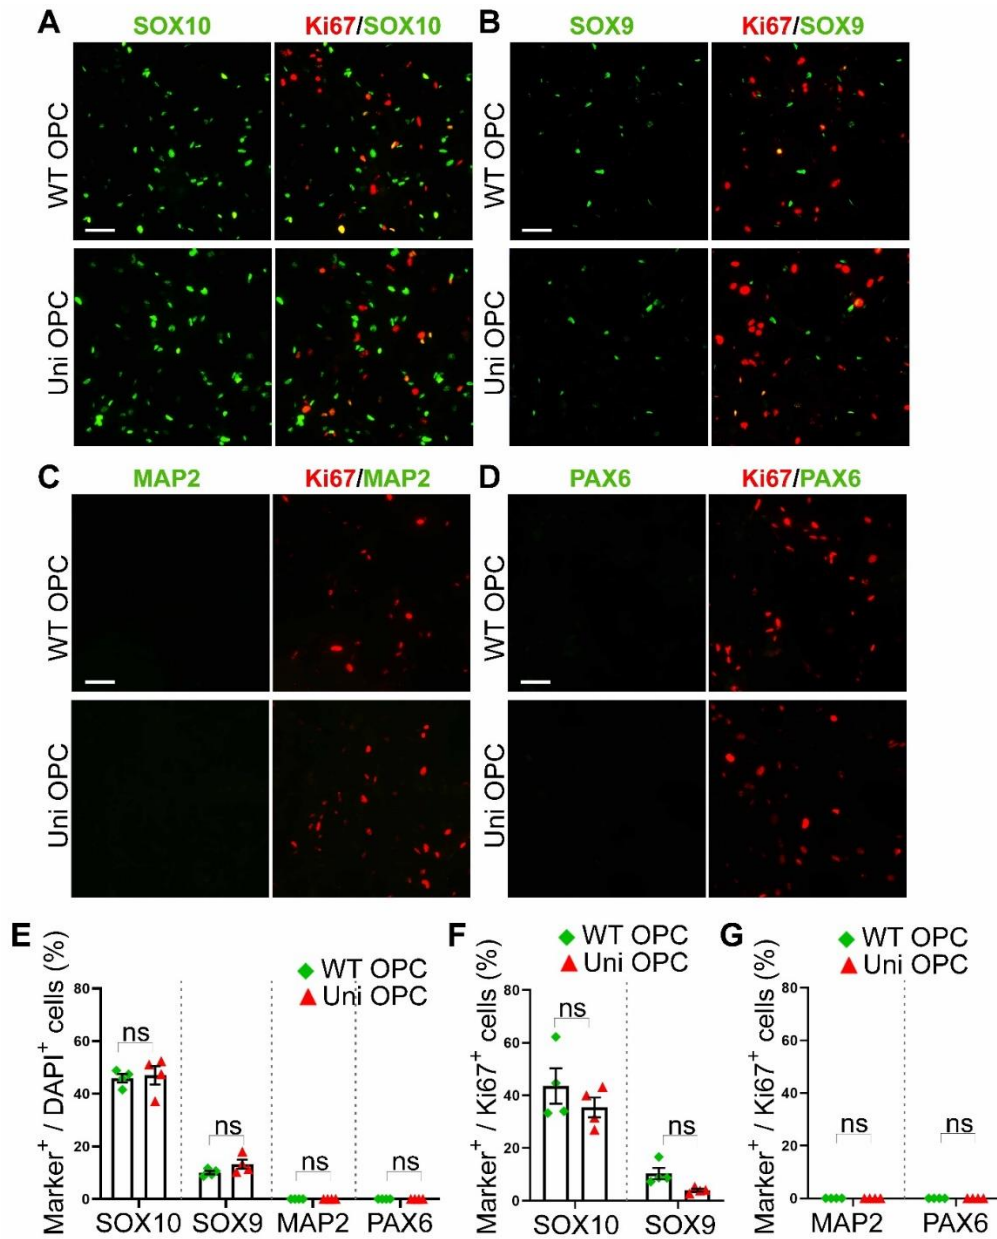 A SOX10 Ki67/SOX10 B SOX9 Ki67/SOX9
WT OPC WT OPC
Uni OPC Uni OPC
C MAP2 Ki67/MAP2 D PAX6 Ki67/PAX6
WT OPC WT OPC
Uni OPC Uni OPC
E
WT OPC
Uni OPC
Marker⁺ / DAPI⁺ cells (%)
80
60
40
20
0
ns
ns
ns
ns
SOX10 SOX9 MAP2 PAX6
F
WT OPC
Uni OPC
Marker⁺ / Ki67⁺ cells (%)
80
60
40
20
0
ns
ns
SOX10 SOX9
G
WT OPC
Uni OPC
Marker⁺ / Ki67⁺ cells (%)
80
60
40
20
0
ns
ns
MAP2 PAX6